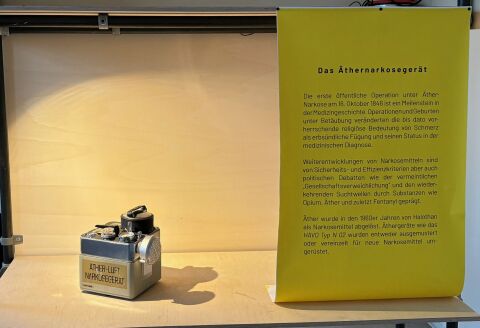 Das Äthernarkosegerät
Die erste öffentliche Operation unter Äther-
Narkose am 16. Oktober 1846 ist ein Meilenstein in
der Medizingeschichte. Operationen und Geburten
unter Betäubung veränderten die bis dato vor-
herrschende religiöse Bedeutung von Schmerz
als erbsündliche Fügung und seinen Status in der
medizinischen Diagnose.
Weiterentwicklungen von Narkosemitteln sind
von Sicherheits- und Effizienzkriterien aber auch
politischen Debatten wie der vermeintlichen
„Gesellschaftsverweichlichung" und den wieder-
kehrenden Suchtwellen durch Substanzen wie
Opium, Äther und zuletzt Fentanyl geprägt.
Äther wurde in den 1960er Jahren von Halothan
als Narkosemittel abgelöst. Äthergeräte wie das
HAVO Typ N 02 wurden entweder ausgemustert
oder vereinzelt für neue Narkosemittel um-
gerüstet.
ÄTHER-LUFT
NARKOSEGERÄT